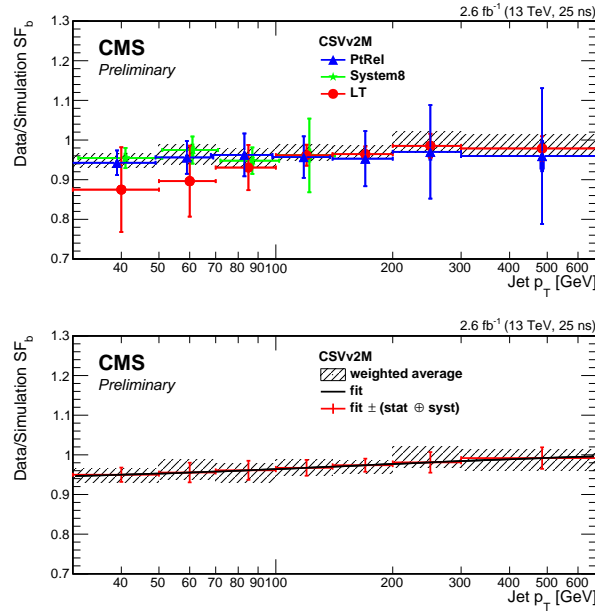 2.6 fb⁻¹ (13 TeV, 25 ns)
Data/Simulation SF_b
1.3
1.2
1.1
1
0.9
0.8
0.7
CMS
Preliminary
CSVv2M
PtRel
System8
LT
40 50 60 70 80 90 100 200 300 400 500 600
Jet p_T [GeV]
2.6 fb⁻¹ (13 TeV, 25 ns)
Data/Simulation SF_b
1.3
1.2
1.1
1
0.9
0.8
0.7
CMS
Preliminary
CSVv2M
weighted average
fit
fit ± (stat ⊕ syst)
40 50 60 70 80 90 100 200 300 400 500 600
Jet p_T [GeV]